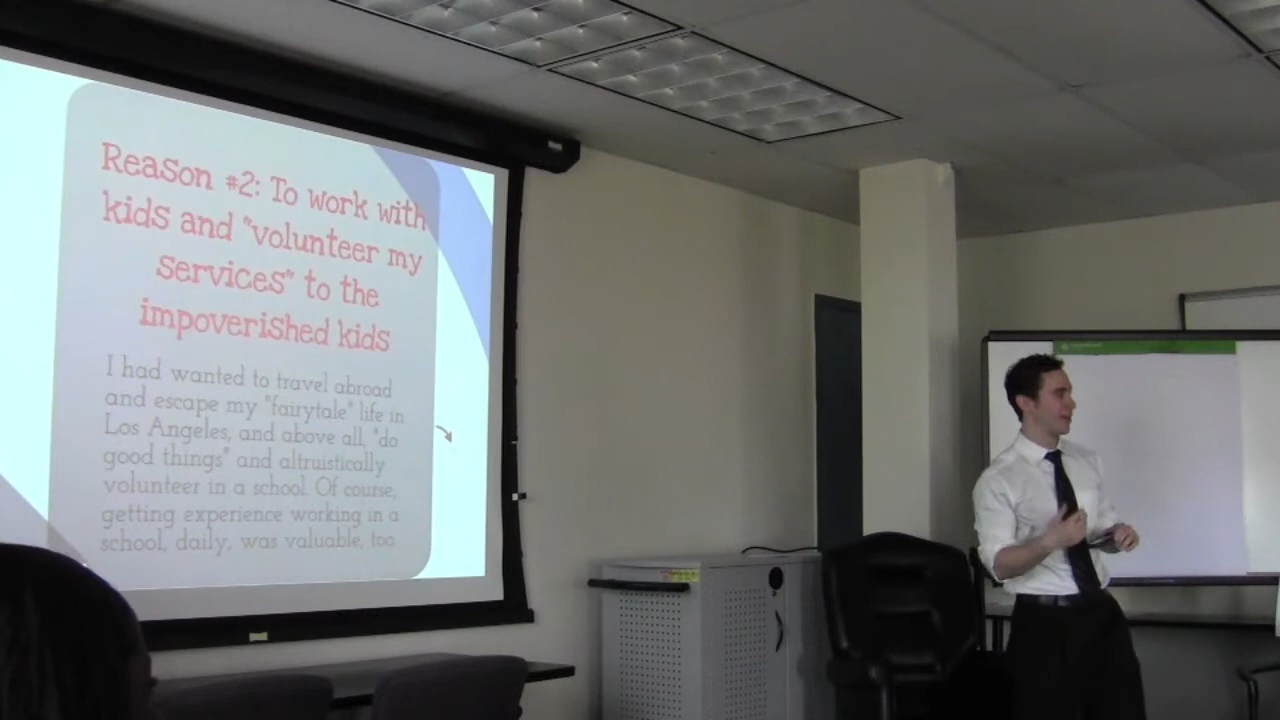 Reason #2: To work with
kids and "volunteer my
services" to the
impoverished kids
I had wanted to travel abroad
and escape my "fairytale" life in
Los Angeles, and above all, "do
good things" and altruistically
volunteer in a school. Of course,
getting experience working in a
school, daily, was valuable, too.